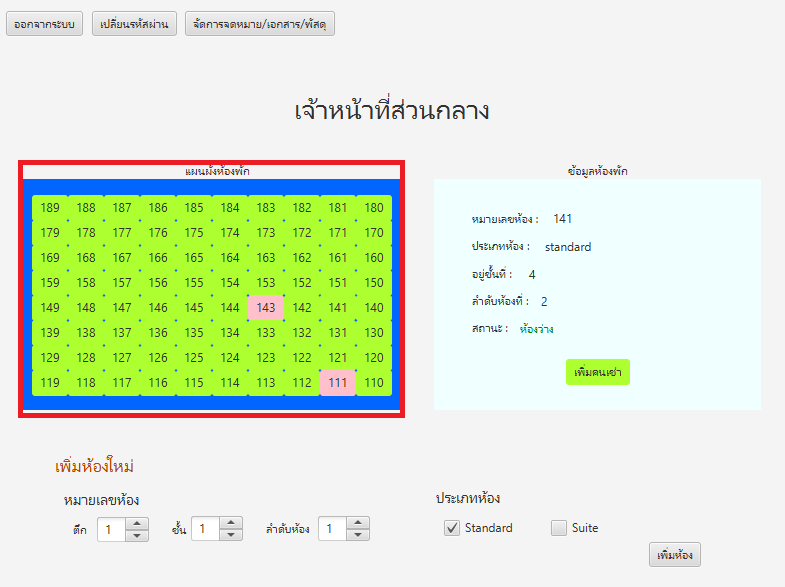 ออกจากระบบ เปลี่ยนรหัสผ่าน จัดการจดหมาย/เอกสาร/พัสดุ
เจ้าหน้าที่ส่วนกลาง
แผนผังห้องพัก
189 188 187 186 185 184 183 182 181 180
179 178 177 176 175 174 173 172 171 170
169 168 167 166 165 164 163 162 161 160
159 158 157 156 155 154 153 152 151 150
149 148 147 146 145 144 143 142 141 140
139 138 137 136 135 134 133 132 131 130
129 128 127 126 125 124 123 122 121 120
119 118 117 116 115 114 113 112 111 110
ข้อมูลห้องพัก
หมายเลขห้อง : 141
ประเภทห้อง : standard
อยู่ชั้นที่ : 4
ลำดับห้องที่ : 2
สถานะ : ห้องว่าง
เพิ่มคนเช่า
เพิ่มห้องใหม่
หมายเลขห้อง
ตึก 1 ชั้น 1 ลำดับห้อง 1
ประเภทห้อง
Standard Suite
เพิ่มห้อง